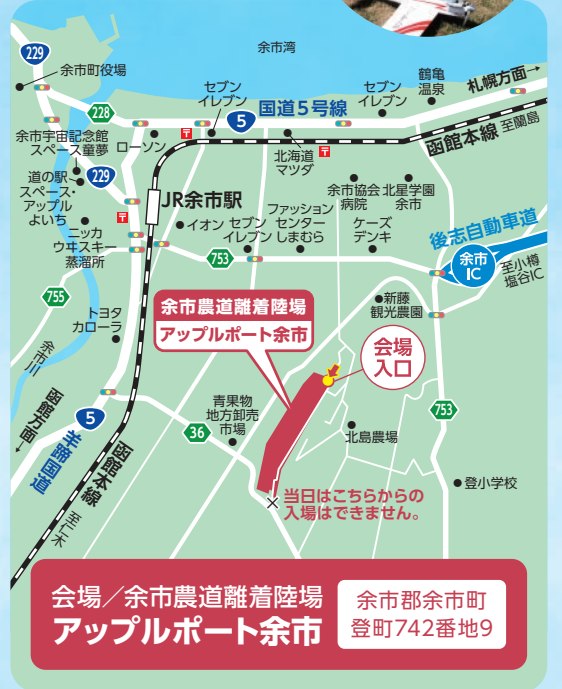 余市湾
229
余市町役場
セブン
イレブン
国道5号線
セブン
イレブン
鶴亀
温泉
札幌方面→
228
5
余市宇宙記念館
スペース童夢
ローソン
北海道
マツダ
函館本線 至蘭島
道の駅
スペース・
アップル
よいち
229
JR余市駅
余市協会
病院
北星学園
余市
ニッカ
ウヰスキー
蒸溜所
イオン
セブン
イレブン
ファッション
センター
しまむら
ケーズ
デンキ
後志自動車道
余市
IC
至小樽
塩谷IC
753
755
トヨタ
カローラ
余市農道離着陸場
アップルポート余市
新藤
観光農園
会場
入口
余市川
函館方面
←
5
羊蹄国道
函館本線
至仁木
36
青果物
地方卸売
市場
北島農場
753
登小学校
当日はこちらからの
入場はできません。
会場/余市農道離着陸場
アップルポート余市
余市郡余市町
登町742番地9